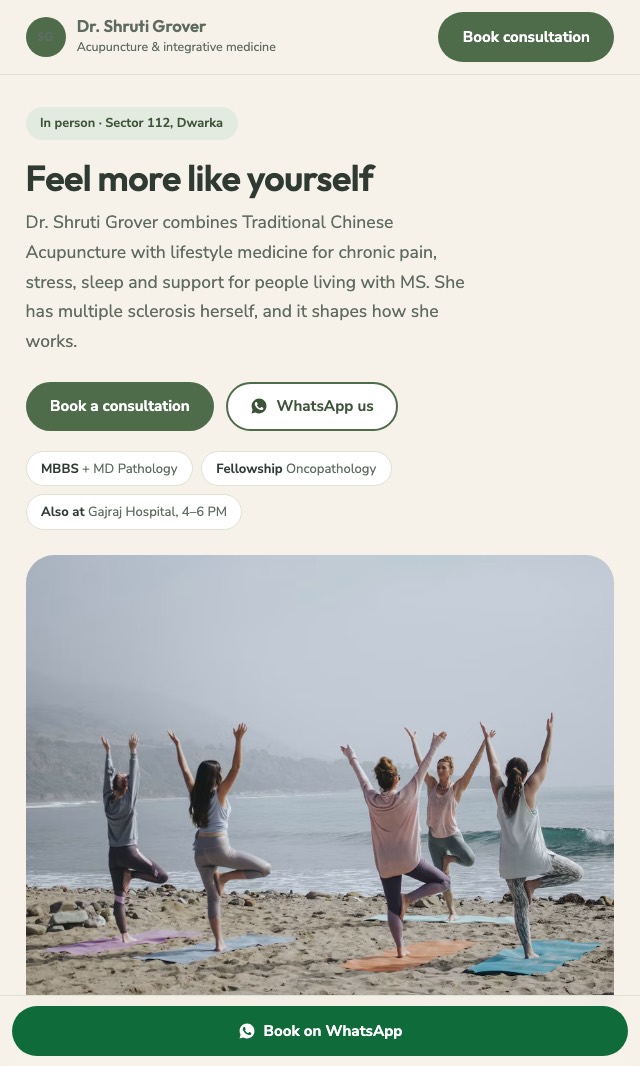 SG
Dr. Shruti Grover
Acupuncture & integrative medicine
Book consultation
In person · Sector 112, Dwarka
Feel more like yourself
Dr. Shruti Grover combines Traditional Chinese
Acupuncture with lifestyle medicine for chronic pain,
stress, sleep and support for people living with MS. She
has multiple sclerosis herself, and it shapes how she
works.
Book a consultation
WhatsApp us
MBBS + MD Pathology
Fellowship Oncopathology
Also at Gajraj Hospital, 4–6 PM
Book on WhatsApp